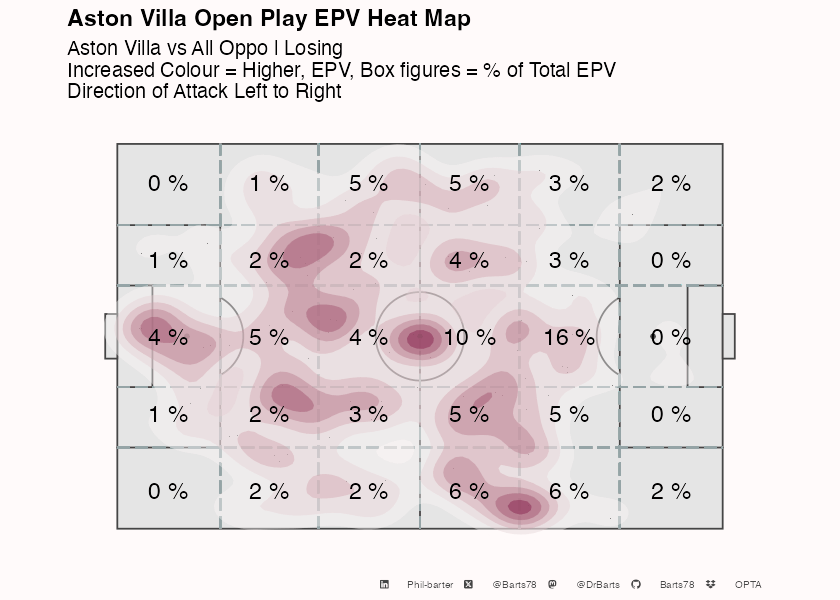 Aston Villa Open Play EPV Heat Map
Aston Villa vs All Oppo | Losing
Increased Colour = Higher, EPV, Box figures = % of Total EPV
Direction of Attack Left to Right
0 % 1 % 5 % 5 % 3 % 2 %
1 % 2 % 2 % 4 % 3 % 0 %
4 % 5 % 4 % 10 % 16 % 0 %
1 % 2 % 3 % 5 % 5 % 0 %
0 % 2 % 2 % 6 % 6 % 2 %
Phil-barter @Barts78 @DrBarts Barts78 OPTA